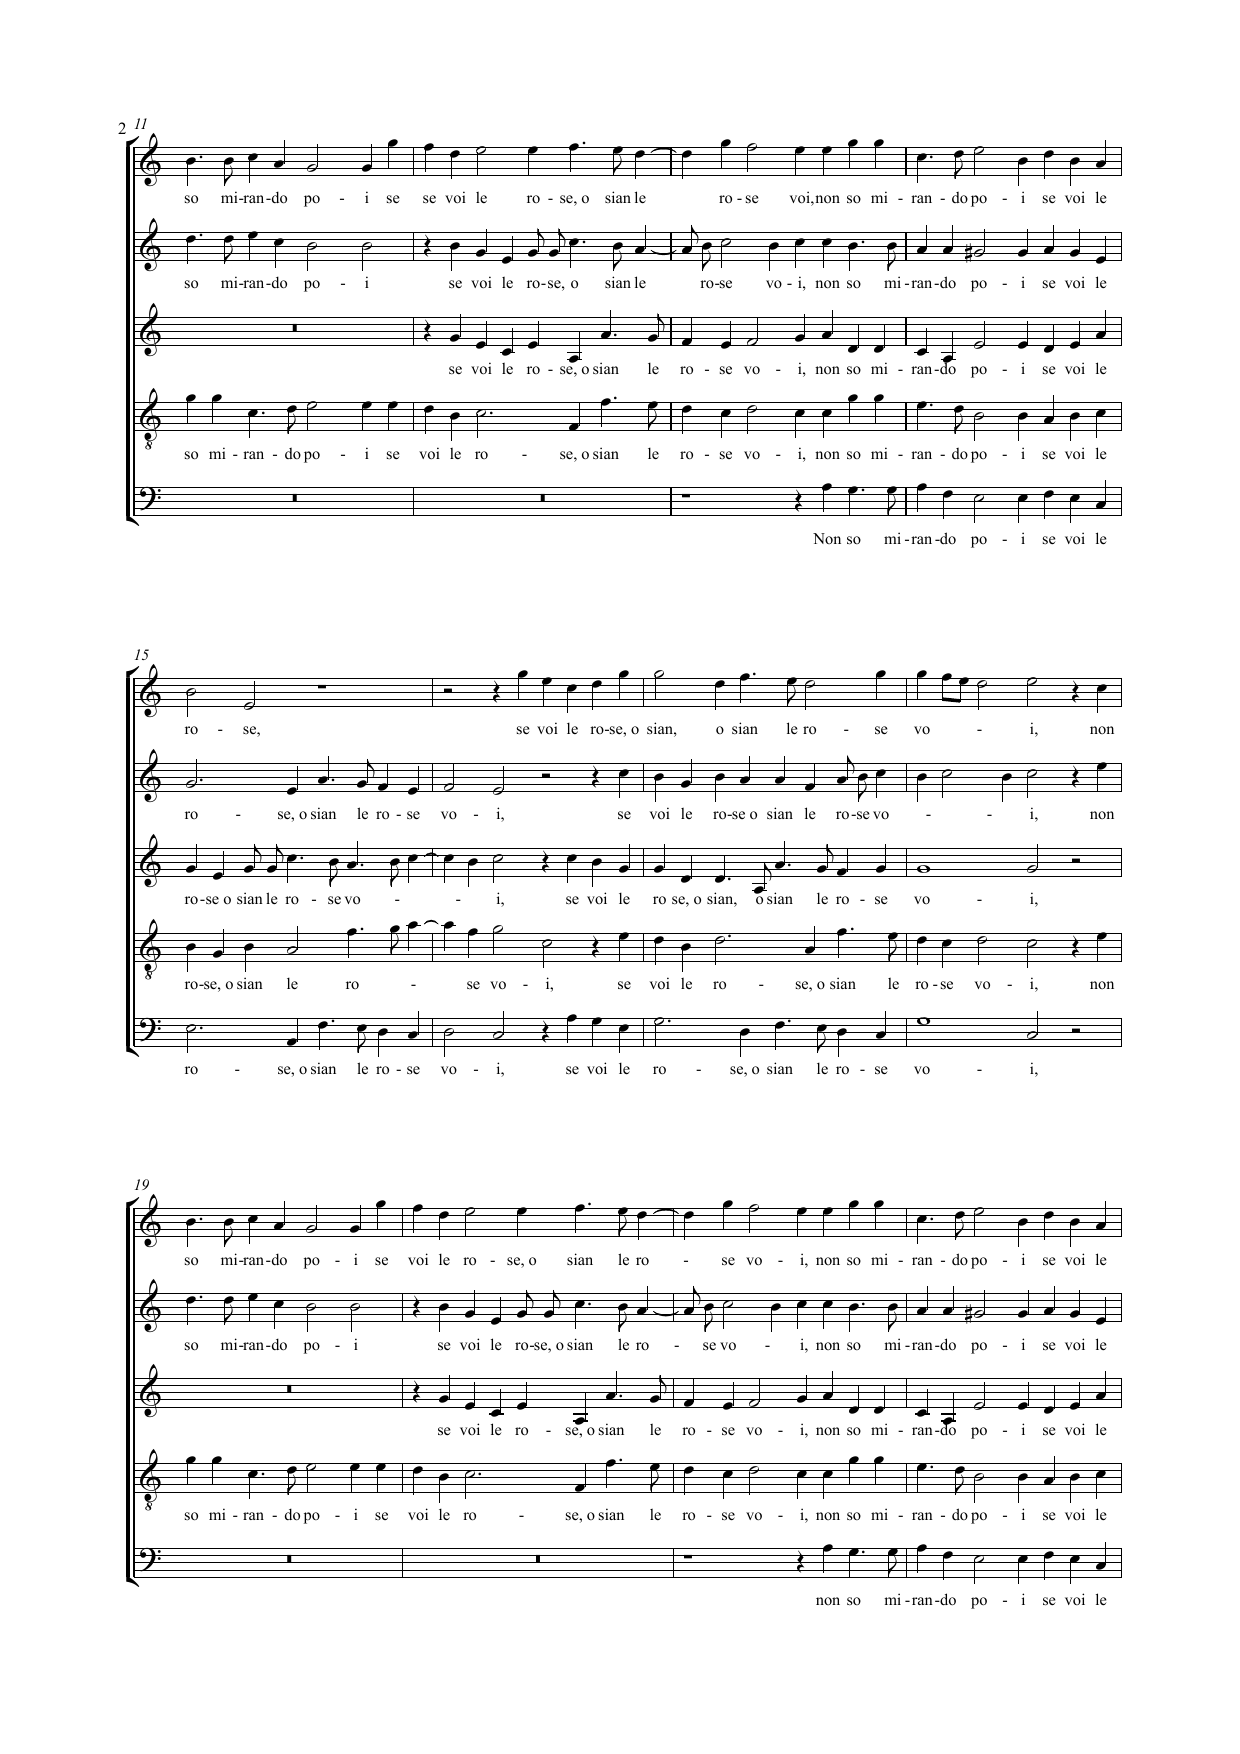 2 11
so mi-ran-do po - i se se voi le ro - se, o sian le ro - se voi, non so mi - ran - do po - i se voi le
so mi-ran-do po - i se voi le ro-se, o sian le ro-se vo - i, non so mi - ran-do po - i se voi le
se voi le ro - se, o sian le ro - se vo - i, non so mi - ran-do po - i se voi le
8
so mi - ran - do po - i se voi le ro - se, o sian le ro - se vo - i, non so mi - ran - do po - i se voi le
Non so mi - ran - do po - i se voi le
15
ro - se, se voi le ro-se, o sian, o sian le ro - se vo - i, non
ro - se, o sian le ro - se vo - i, se voi le ro-se o sian le ro-se vo - - i, non
ro-se o sian le ro - se vo - - i, se voi le ro se, o sian, o sian le ro - se vo - i,
8
ro-se, o sian le ro - se vo - i, se voi le ro - se, o sian le ro - se vo - i, non
ro - se, o sian le ro - se vo - i, se voi le ro - se, o sian le ro - se vo - i,
19
so mi-ran-do po - i se voi le ro - se, o sian le ro - se vo - i, non so mi - ran - do po - i se voi le
so mi-ran-do po - i se voi le ro-se, o sian le ro - se vo - i, non so mi - ran-do po - i se voi le
se voi le ro - se, o sian le ro - se vo - i, non so mi - ran-do po - i se voi le
8
so mi - ran - do po - i se voi le ro - se, o sian le ro - se vo - i, non so mi - ran - do po - i se voi le
non so mi - ran - do po - i se voi le